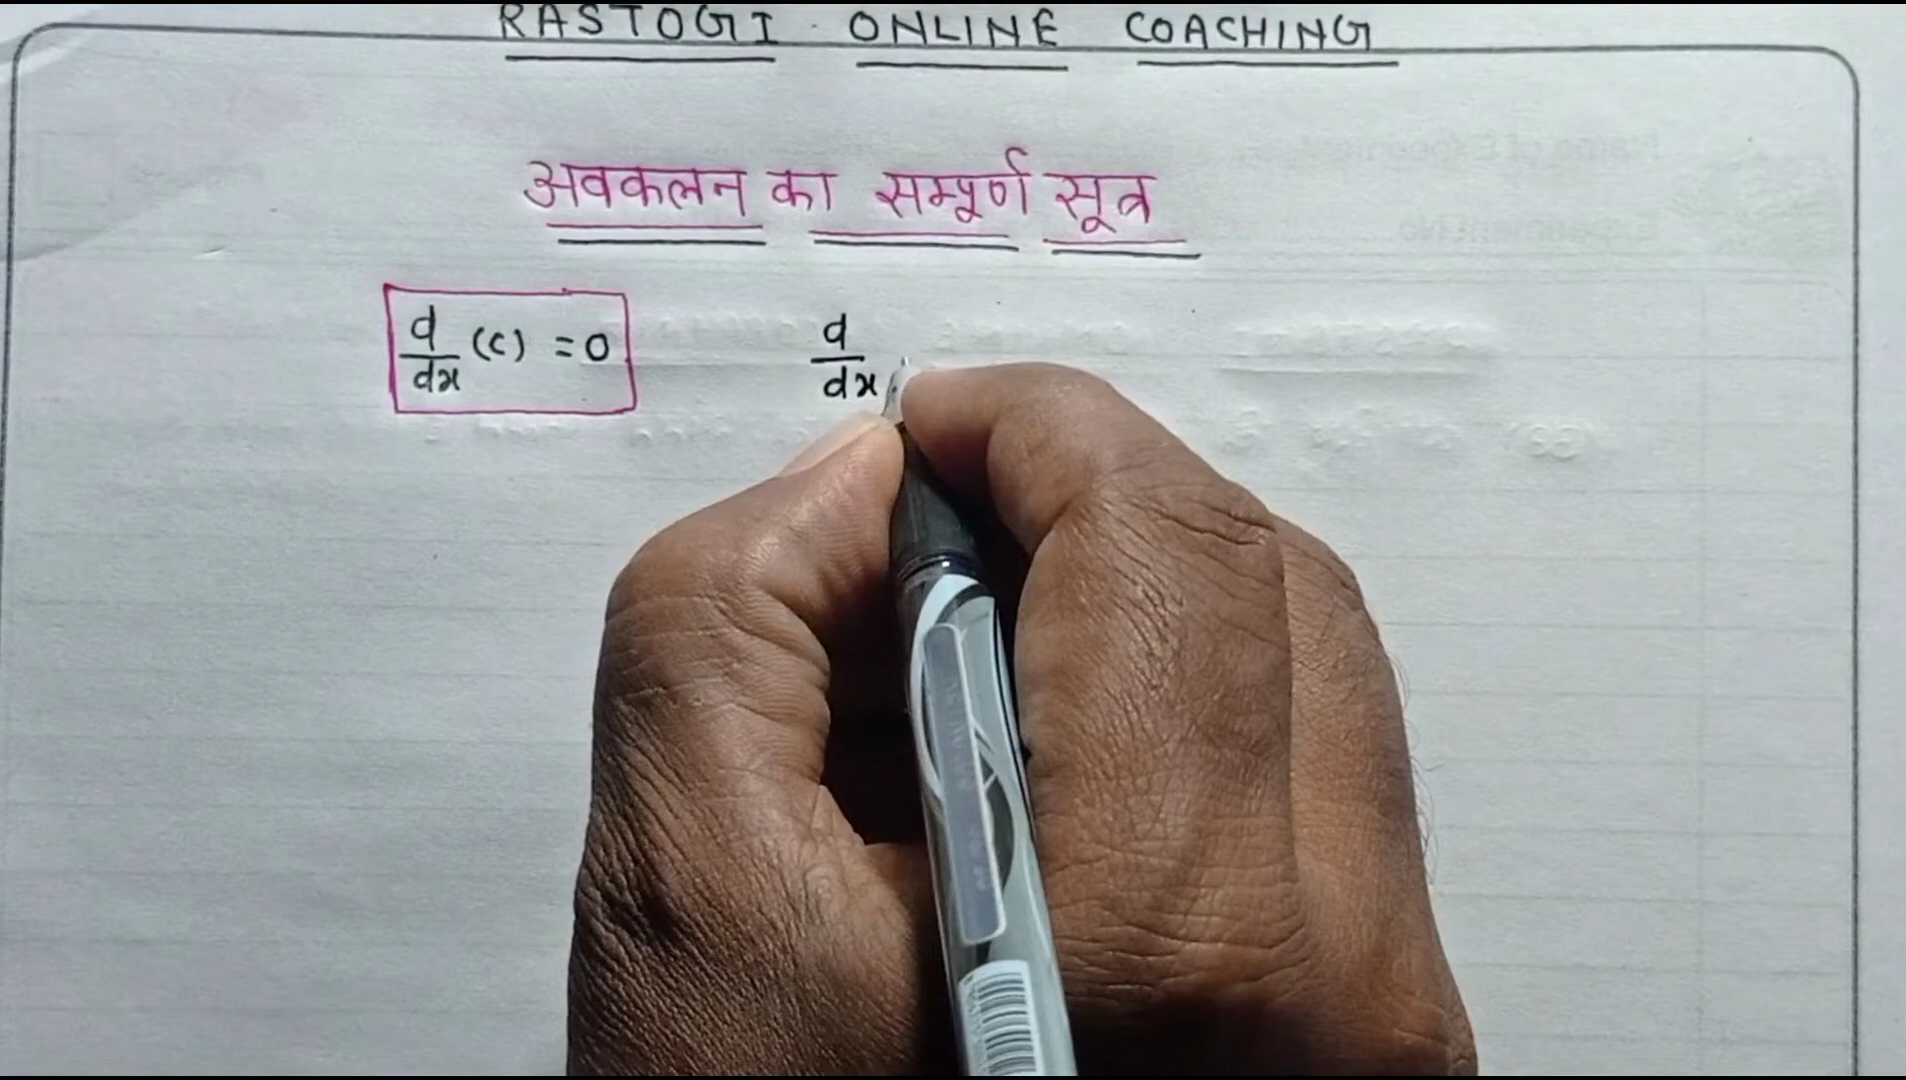 RASTOGI ONLINE COACHING
अवकलन का सम्पूर्ण सूत्र
d/dx (c) = 0
d/dx